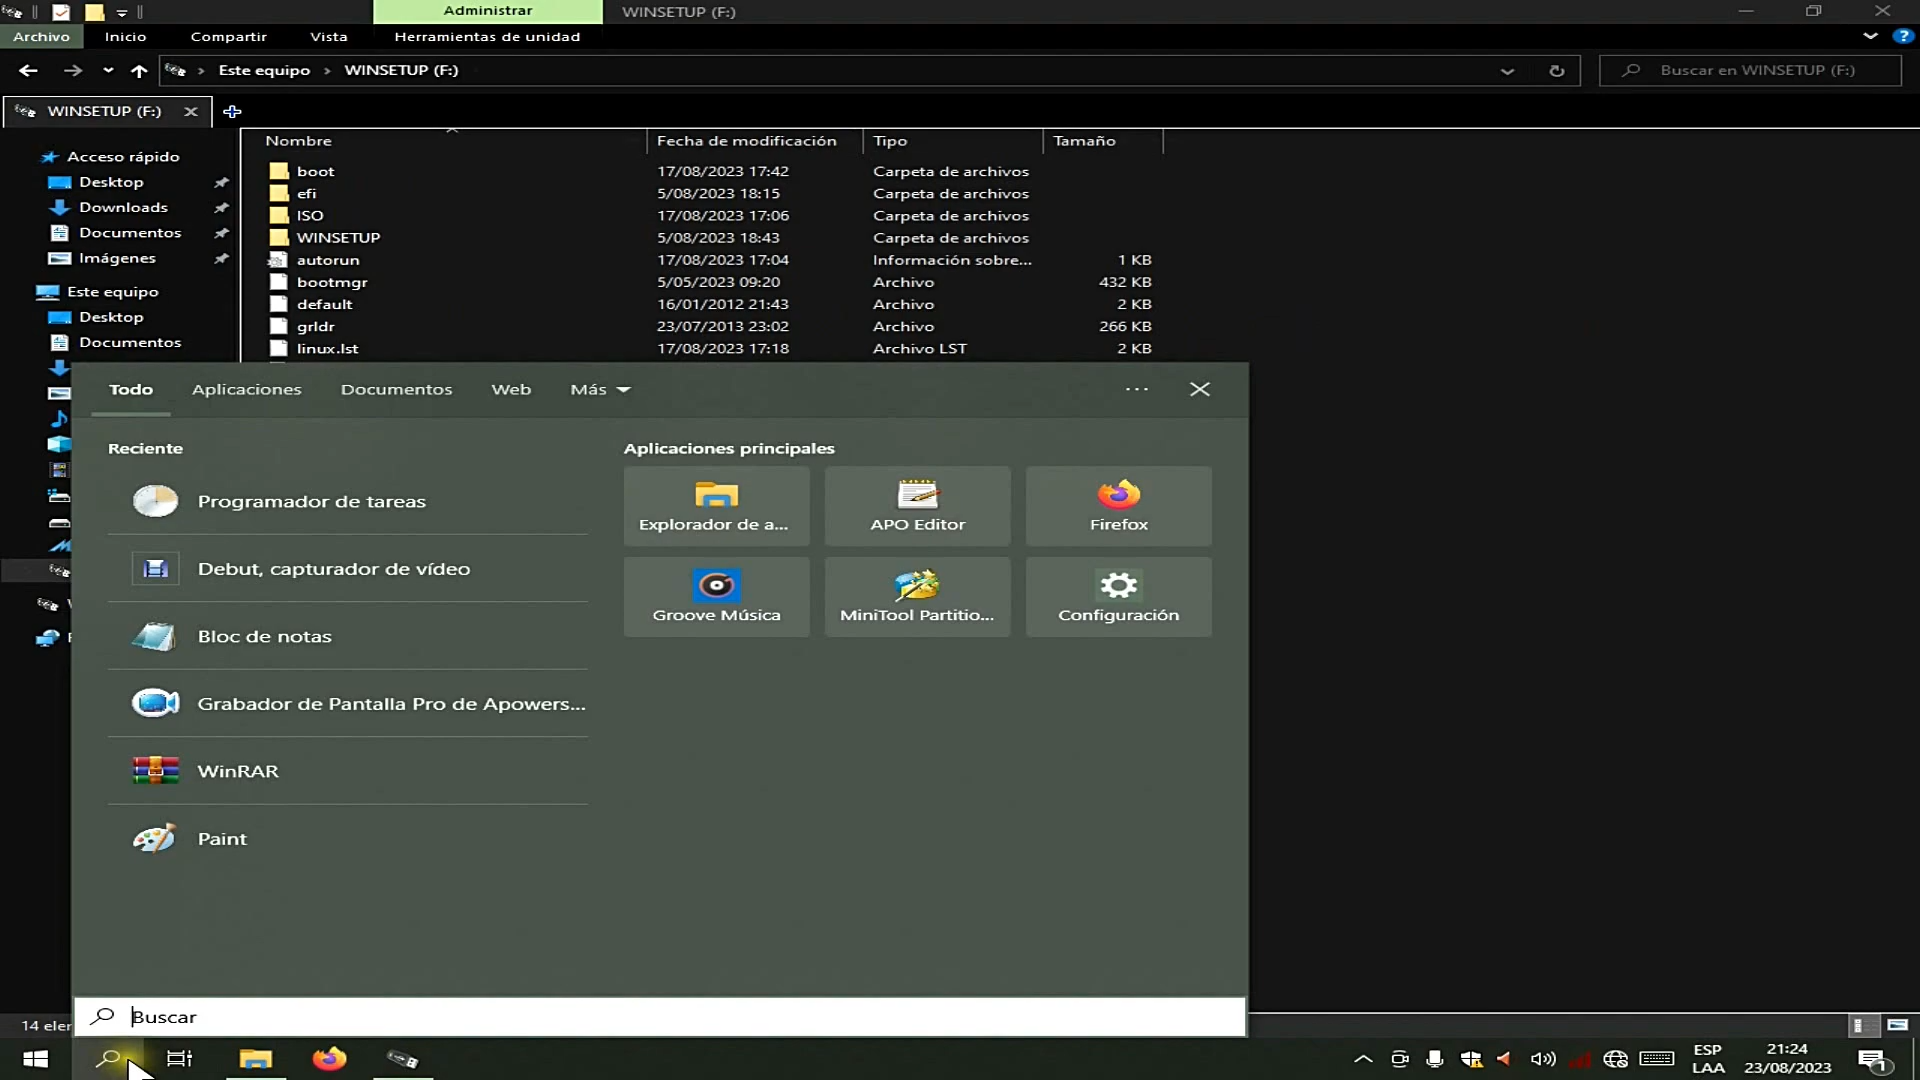 Administrar WINSETUP (F:)
Archivo Inicio Compartir Vista Herramientas de unidad
Este equipo WINSETUP (F:) Buscar en WINSETUP (F:)
WINSETUP (F:)
Nombre Fecha de modificación Tipo Tamaño
Acceso rápido
Desktop
Downloads
Documentos
Imágenes
Este equipo
Desktop
Documentos
boot 17/08/2023 17:42 Carpeta de archivos
efi 5/08/2023 18:15 Carpeta de archivos
ISO 17/08/2023 17:06 Carpeta de archivos
WINSETUP 5/08/2023 18:43 Carpeta de archivos
autorun 17/08/2023 17:04 Información sobre... 1 KB
bootmgr 5/05/2023 09:20 Archivo 432 KB
default 16/01/2012 21:43 Archivo 2 KB
grldr 23/07/2013 23:02 Archivo 266 KB
linux.lst 17/08/2023 17:18 Archivo LST 2 KB
Todo Aplicaciones Documentos Web Más
Reciente
Programador de tareas
Debut, capturador de vídeo
Bloc de notas
Grabador de Pantalla Pro de Apowers...
WinRAR
Paint
Aplicaciones principales
Explorador de a... APO Editor Firefox
Groove Música MiniTool Partitio... Configuración
Buscar
14 eler
ESP 21:24
LAA 23/08/2023
1